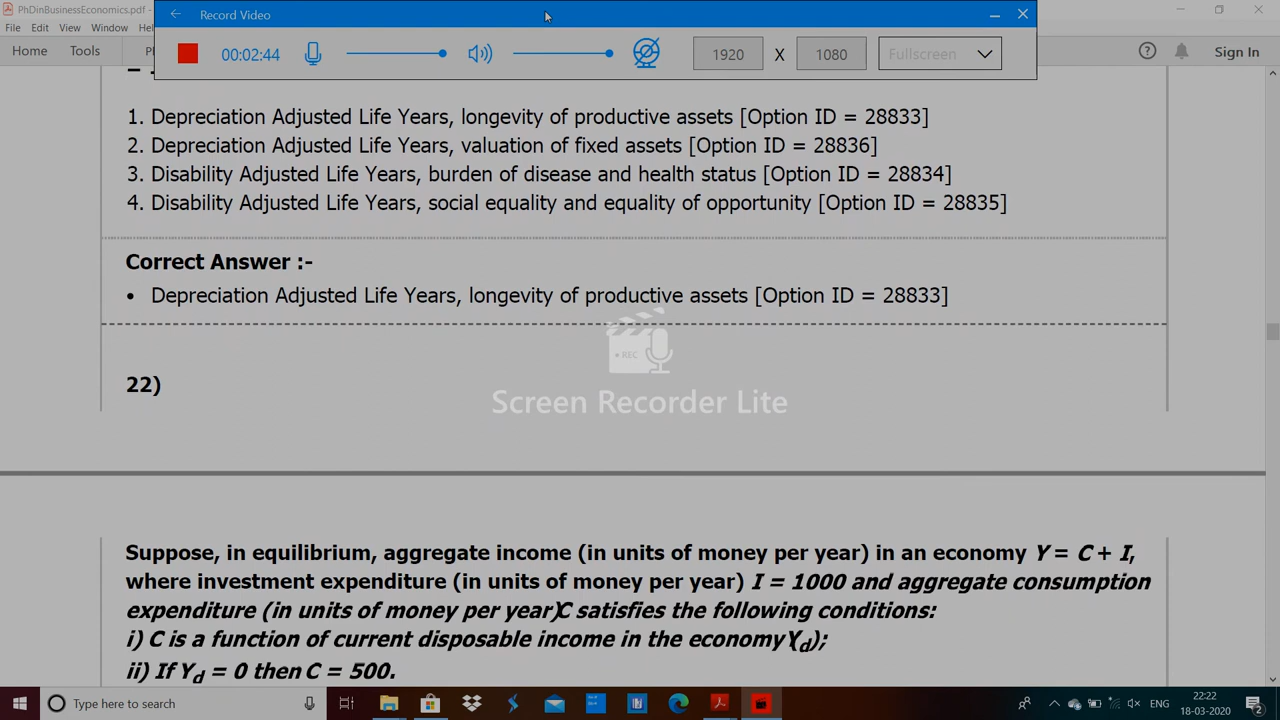 PhDinBusinessEconomics.pdf -
Record Video
File Edit View Window Help
00:02:44 1920 X 1080 Fullscreen
Home Tools
Sign In
1. Depreciation Adjusted Life Years, longevity of productive assets [Option ID = 28833]
2. Depreciation Adjusted Life Years, valuation of fixed assets [Option ID = 28836]
3. Disability Adjusted Life Years, burden of disease and health status [Option ID = 28834]
4. Disability Adjusted Life Years, social equality and equality of opportunity [Option ID = 28835]
Correct Answer :-
• Depreciation Adjusted Life Years, longevity of productive assets [Option ID = 28833]
REC
22)
Screen Recorder Lite
Suppose, in equilibrium, aggregate income (in units of money per year) in an economy Y = C + I,
where investment expenditure (in units of money per year) I = 1000 and aggregate consumption
expenditure (in units of money per year)C satisfies the following conditions:
i) C is a function of current disposable income in the economy(Yd);
ii) If Yd = 0 then C = 500.
Type here to search
ENG
22:22
18-03-2020
2